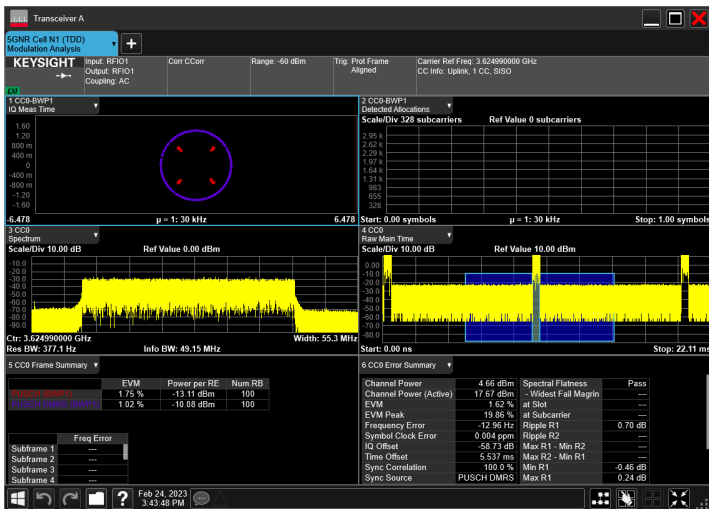 Transceiver A
5GNR Cell N1 (TDD)
Modulation Analysis
KEYSIGHT
Input: RFIO1
Output: RFIO1
Coupling: AC
Corr CCorr
Range: -60 dBm
Trig: Prot Frame
Aligned
Carrier Ref Freq: 3.624990000 GHz
CC Info: Uplink, 1 CC, SISO
LXI
1 CC0-BWP1
IQ Meas Time
1.60
1.20
800 m
400 m
0
-400 m
-800 m
-1.20
-1.60
-6.478 µ = 1: 30 kHz 6.478
2 CC0-BWP1
Detected Allocations
Scale/Div 328 subcarriers Ref Value 0 subcarriers
2.95 k
2.62 k
2.29 k
1.97 k
1.64 k
1.31 k
983
655
328
Start: 0.00 symbols µ = 1: 30 kHz Stop: 1.00 symbols
3 CC0
Spectrum
Scale/Div 10.00 dB Ref Value 0.00 dBm
-10.0
-20.0
-30.0
-40.0
-50.0
-60.0
-70.0
-80.0
-90.0
Ctr: 3.624990000 GHz Width: 55.3 MHz
Res BW: 377.1 Hz Info BW: 49.15 MHz
4 CC0
Raw Main Time
Scale/Div 10.00 dB Ref Value 10.00 dBm
0.00
-10.0
-20.0
-30.0
-40.0
-50.0
-60.0
-70.0
-80.0
Start: 0.00 ns Stop: 22.11 ms
5 CC0 Frame Summary
EVM Power per RE Num.RB
PUSCH1(BWP1) 1.75 % -13.11 dBm 100
1.02 % -10.08 dBm 100
Freq Error
Subframe 1 ---
Subframe 2 ---
Subframe 3 ---
Subframe 4 ---
6 CC0 Error Summary
Channel Power 4.66 dBm Spectral Flatness Pass
Channel Power (Active) 17.67 dBm - Widest Fail Magrin ---
EVM 1.62 % at Slot ---
EVM Peak 19.86 % at Subcarrier ---
Frequency Error -12.96 Hz Ripple R1 0.70 dB
Symbol Clock Error 0.004 ppm Ripple R2 ---
IQ Offset -58.73 dB Max R1 - Min R2 ---
Time Offset 5.537 ms Max R2 - Min R1 ---
Sync Correlation 100.0 % Min R1 -0.46 dB
Sync Source PUSCH DMRS Max R1 0.24 dB
Feb 24, 2023
3:43:48 PM